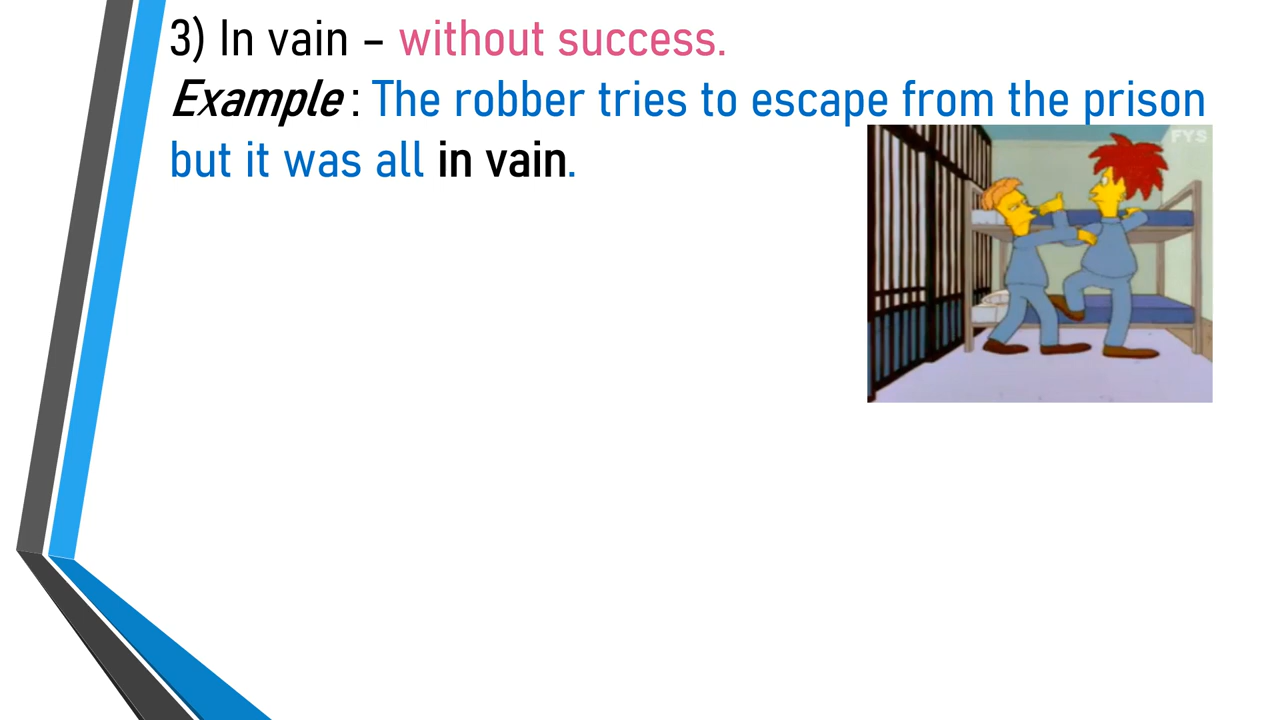 3) In vain – without success.
Example : The robber tries to escape from the prison
but it was all in vain.
FYS